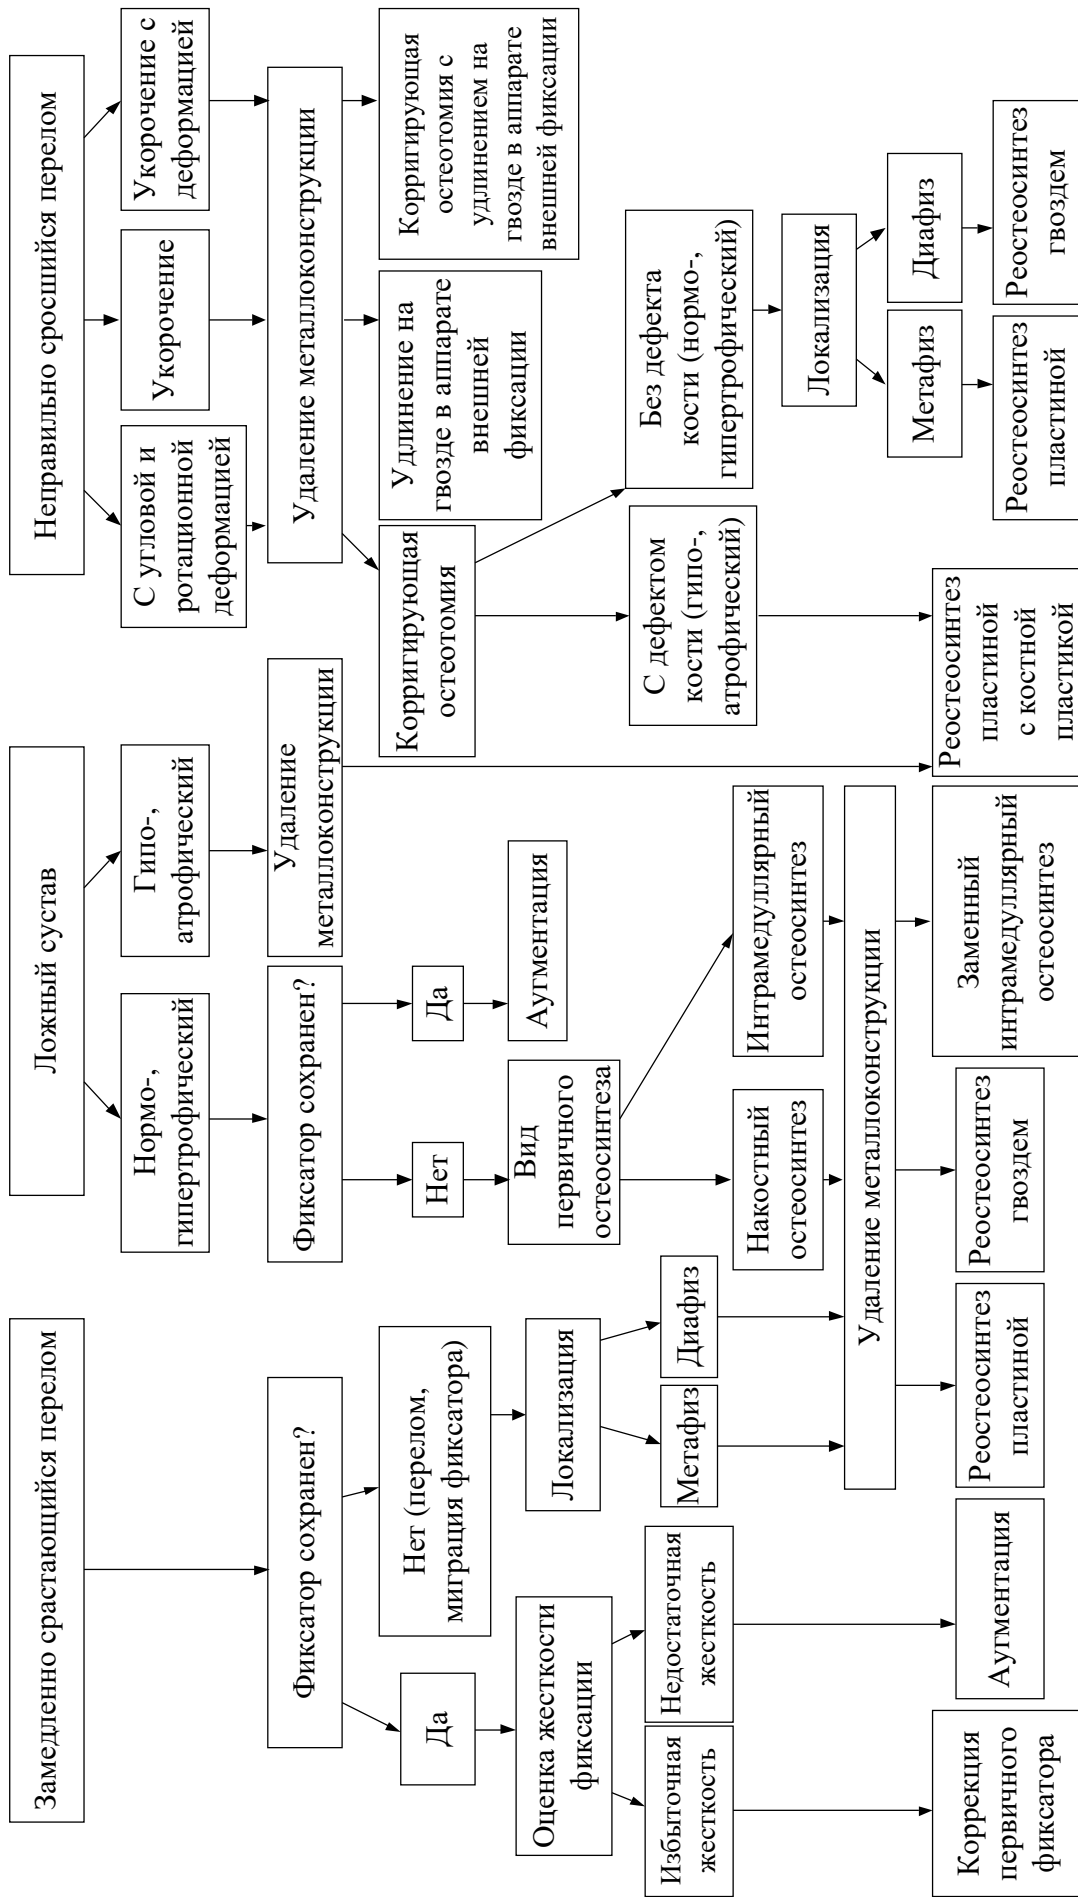 Замедленно срастающийся перелом
Фиксатор сохранен?
Да
Нет (перелом,
миграция фиксатора)
Оценка жесткости
фиксации
Локализация
Избыточная
жесткость
Недостаточная
жесткость
Метафиз
Диафиз
Коррекция
первичного
фиксатора
Аугментация
Ложный сустав
Нормо-,
гипертрофический
Гипо-,
атрофический
Фиксатор сохранен?
Удаление
металлоконструкции
Нет
Да
Вид
первичного
остеосинтеза
Аугментация
Накостный
остеосинтез
Интрамедуллярный
остеосинтез
Удаление металлоконструкции
Реостеосинтез
пластиной
Реостеосинтез
гвоздем
Заменный
интрамедуллярный
остеосинтез
Неправильно сросшийся перелом
С угловой и
ротационной
деформацией
Укорочение
Укорочение с
деформацией
Удаление металлоконструкции
Корригирующая
остеотомия
Удлинение на
гвозде в аппарате
внешней
фиксации
Корригирующая
остеотомия с
удлинением на
гвозде в аппарате
внешней фиксации
С дефектом
кости (гипо-,
атрофический)
Без дефекта
кости (нормо-,
гипертрофический)
Локализация
Метафиз
Диафиз
Реостеосинтез
пластиной
с костной
пластикой
Реостеосинтез
пластиной
Реостеосинтез
гвоздем